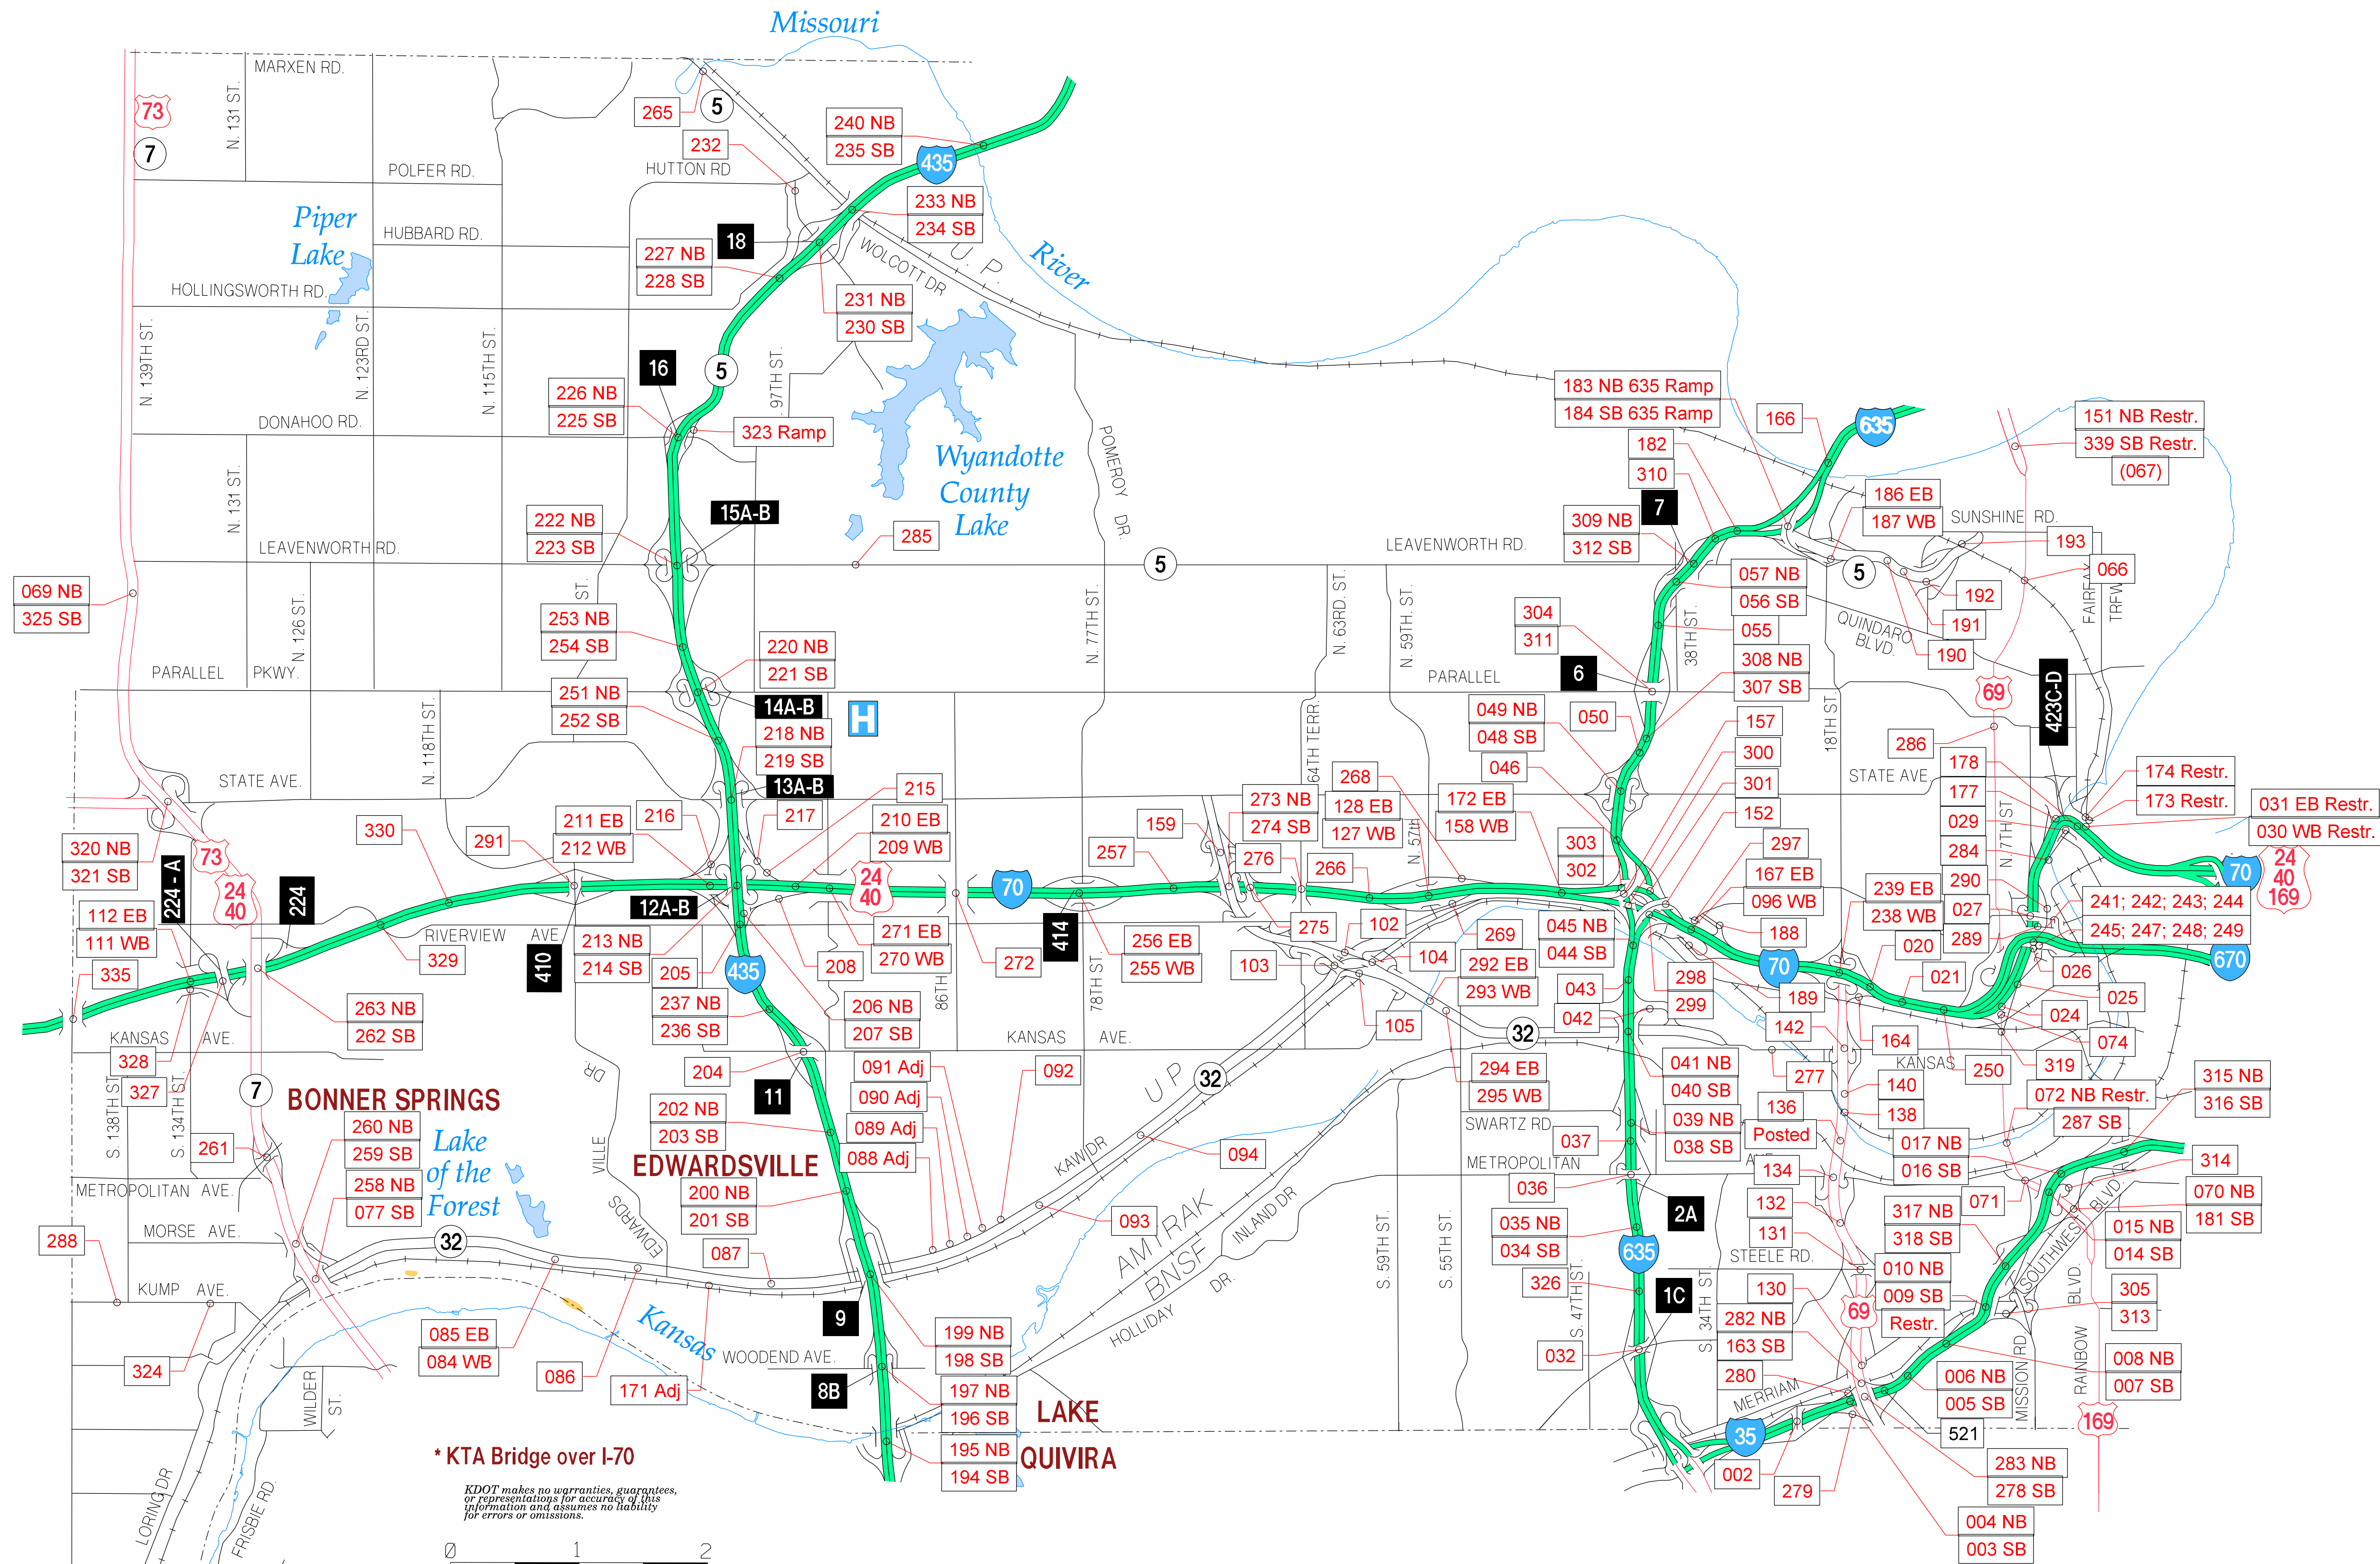 Missouri
MARXEN RD.
73
7
N. 131 ST.
265
5
240 NB
235 SB
232
435
POLFER RD.
HUTTON RD
233 NB
234 SB
Piper
Lake
HUBBARD RD.
18
227 NB
228 SB
WOLCOTT DR
U. P.
River
HOLLINGSWORTH RD.
231 NB
230 SB
N. 139TH ST.
N. 123RD ST.
N. 115TH ST.
16
5
97TH ST.
226 NB
225 SB
DONAHOO RD.
323 Ramp
183 NB 635 Ramp
184 SB 635 Ramp
166
635
151 NB Restr.
339 SB Restr.
(067)
Wyandotte
County
Lake
POMEROY DR.
182
310
7
N. 131 ST.
15A-B
222 NB
223 SB
285
309 NB
312 SB
186 EB
187 WB
SUNSHINE RD.
193
LEAVENWORTH RD.
LEAVENWORTH RD.
5
5
066
057 NB
056 SB
192
069 NB
325 SB
N. 126 ST.
ST.
253 NB
254 SB
220 NB
221 SB
N. 77TH ST.
N. 63RD. ST.
N. 59TH. ST.
304
311
055
38TH ST.
QUINDARO
BLVD.
191
190
FAIRFAX
TRFWY
PARALLEL PKWY.
PARALLEL
6
308 NB
307 SB
69
423C-D
251 NB
252 SB
14A-B
H
N. 118TH ST.
218 NB
219 SB
049 NB
048 SB
050
157
18TH ST.
286
300
STATE AVE.
13A-B
215
64TH TERR.
268
046
301
STATE AVE
178
174 Restr.
173 Restr.
320 NB
321 SB
330
291
211 EB
212 WB
216
217
210 EB
209 WB
159
257
273 NB
274 SB
128 EB
127 WB
N. 57th
172 EB
158 WB
303
302
152
297
177
029
284
N. 7TH ST
031 EB Restr.
030 WB Restr.
73
24
40
224 - A
224
12A-B
24
40
70
276
266
167 EB
096 WB
239 EB
238 WB
290
027
289
241; 242; 243; 244
245; 247; 248; 249
70
24
40
169
112 EB
111 WB
RIVERVIEW AVE
410
213 NB
214 SB
271 EB
270 WB
414
256 EB
255 WB
275
102
269
045 NB
044 SB
188
020
335
329
205
435
208
86TH
272
78TH ST.
103
104
292 EB
293 WB
043
298
299
70
021
026
670
263 NB
262 SB
237 NB
236 SB
206 NB
207 SB
105
042
189
025
024
KANSAS AVE.
KANSAS AVE.
32
142
164
KANSAS
074
328
327
7
S. 138TH ST
S. 134TH ST.
DR.
204
11
091 Adj
090 Adj
092
U P
32
294 EB
295 WB
041 NB
040 SB
277
250
319
BONNER SPRINGS
260 NB
259 SB
Lake
of the
Forest
202 NB
203 SB
089 Adj
088 Adj
SWARTZ RD.
037
039 NB
038 SB
136
Posted
140
138
072 NB Restr.
287 SB
315 NB
316 SB
261
VILLE
EDWARDSVILLE
KAW DR
094
METROPOLITAN AVE.
017 NB
016 SB
METROPOLITAN AVE.
258 NB
077 SB
200 NB
201 SB
036
134
314
MORSE AVE.
EDWARDS
093
AMTRAK
BNSF
INLAND DR
2A
132
071
070 NB
181 SB
288
32
087
035 NB
034 SB
131
317 NB
318 SB
015 NB
014 SB
635
STEELE RD.
SOUTHWEST BLVD.
KUMP AVE.
S. 59TH ST.
S. 55TH ST.
326
S. 47TH ST.
1C
S. 34TH ST
130
010 NB
009 SB
Restr.
305
313
HOLLIDAY DR.
9
69
324
085 EB
084 WB
086
171 Adj
Kansas
WOODEND AVE.
199 NB
198 SB
032
282 NB
163 SB
008 NB
007 SB
MISSION RD.
RAINBOW BLVD.
WILDER ST.
8B
197 NB
196 SB
280
MERRIAM
006 NB
005 SB
LAKE
QUIVIRA
169
* KTA Bridge over I-70
195 NB
194 SB
35
521
LORING DR
FRISBIE RD.
KDOT makes no warranties, guarantees,
or representations for accuracy of this
information and assumes no liability
for errors or omissions.
002
279
283 NB
278 SB
004 NB
003 SB
0 1 2